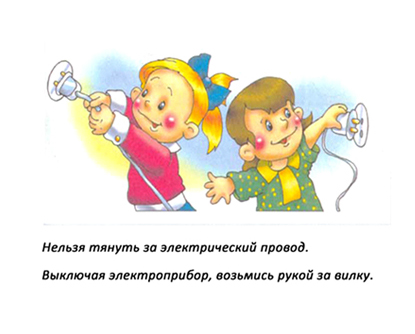 Нельзя тянуть за электрический провод.
Выключая электроприбор, возьмись рукой за вилку.